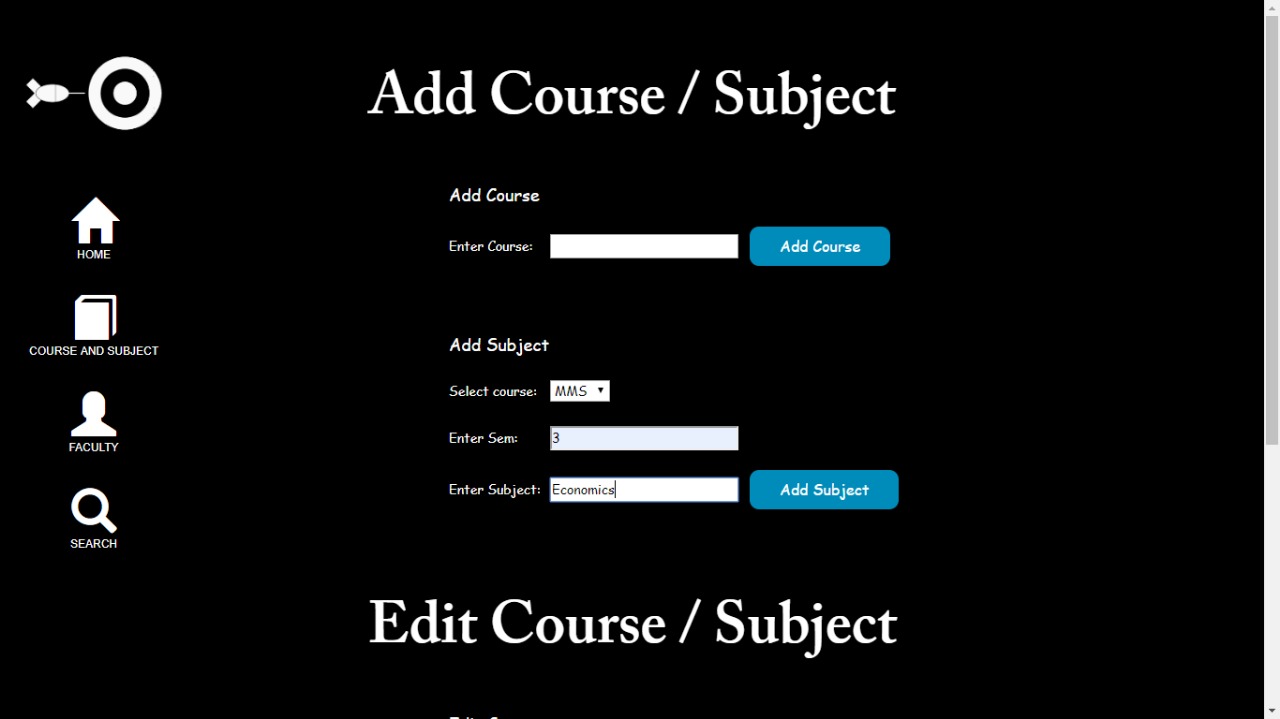 Add Course / Subject
HOME
COURSE AND SUBJECT
FACULTY
SEARCH
Add Course
Enter Course:
Add Course
Add Subject
Select course: MMS
Enter Sem: 3
Enter Subject: Economics
Add Subject
Edit Course / Subject